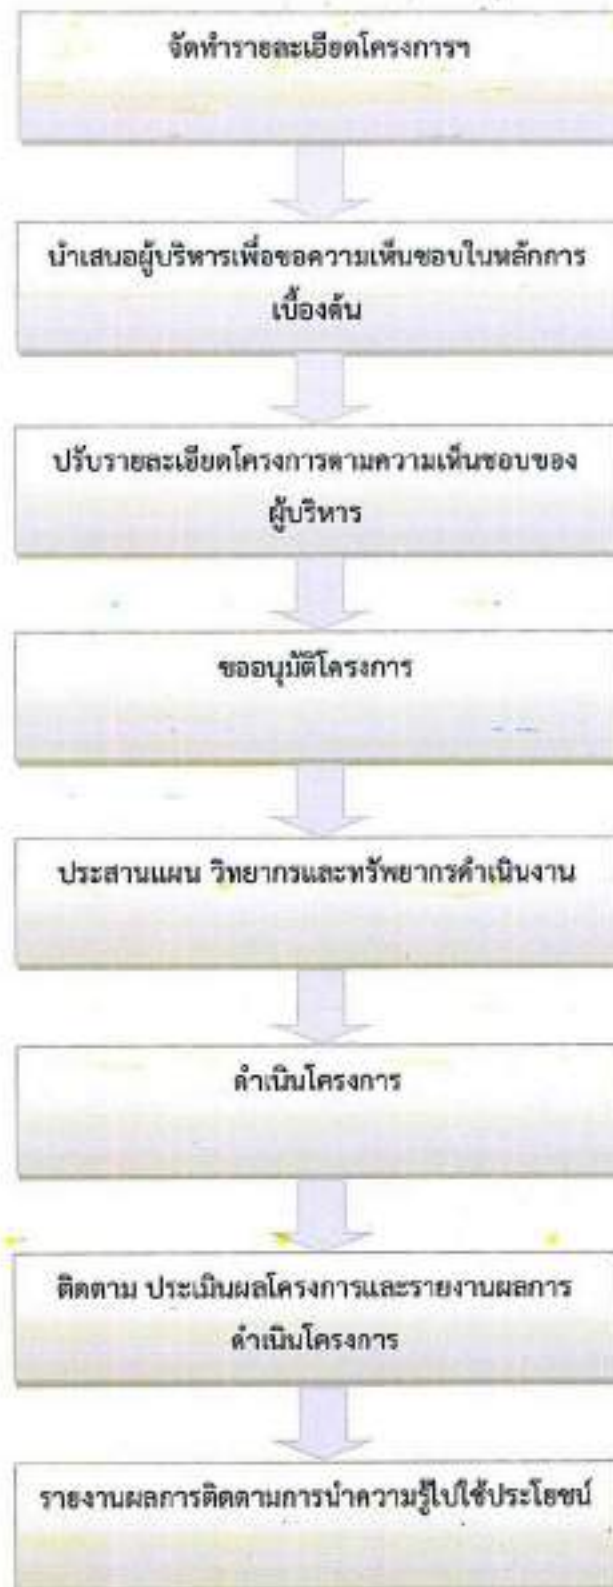 จัดทำรายละเอียดโครงการฯ
นำเสนอผู้บริหารเพื่อขอความเห็นชอบในหลักการ
เบื้องต้น
ปรับรายละเอียดโครงการตามความเห็นชอบของ
ผู้บริหาร
ขออนุมัติโครงการ
ประสานแผน วิทยากรและทรัพยากรดำเนินงาน
ดำเนินโครงการ
ติดตาม ประเมินผลโครงการและรายงานผลการ
ดำเนินโครงการ
รายงานผลการติดตามการนำความรู้ไปใช้ประโยชน์